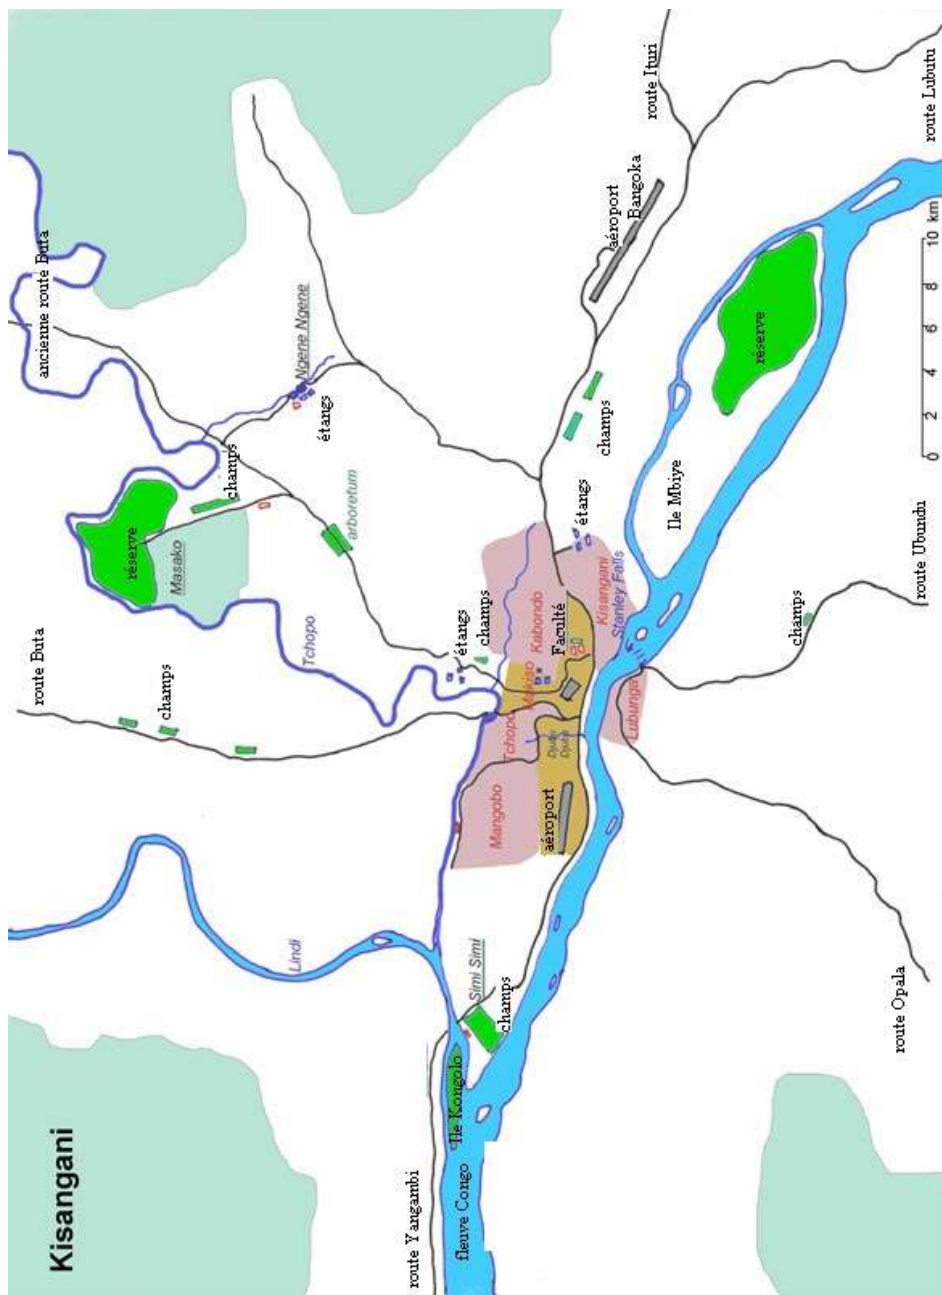 Kisangani
route Yangambi
fleuve Congo
Ile Kongolo
Simi Simi
champs
Lindi
route Opala
route Buta
champs
Tchopo
Mangobo
aéroport
Tchopo
Makiso
Djubu
Djubu
Kabondo
Faculté
Lubunga
Kisangani
Stanley Falls
étangs
champs
étangs
réserve
Masako
champs
arboretum
ancienne route Buta
Ngene Ngene
étangs
champs
aéroport
Bangoka
route Ituri
route Lubutu
Ile Mbiye
réserve
champs
route Ubundu
0 2 4 6 8 10 km